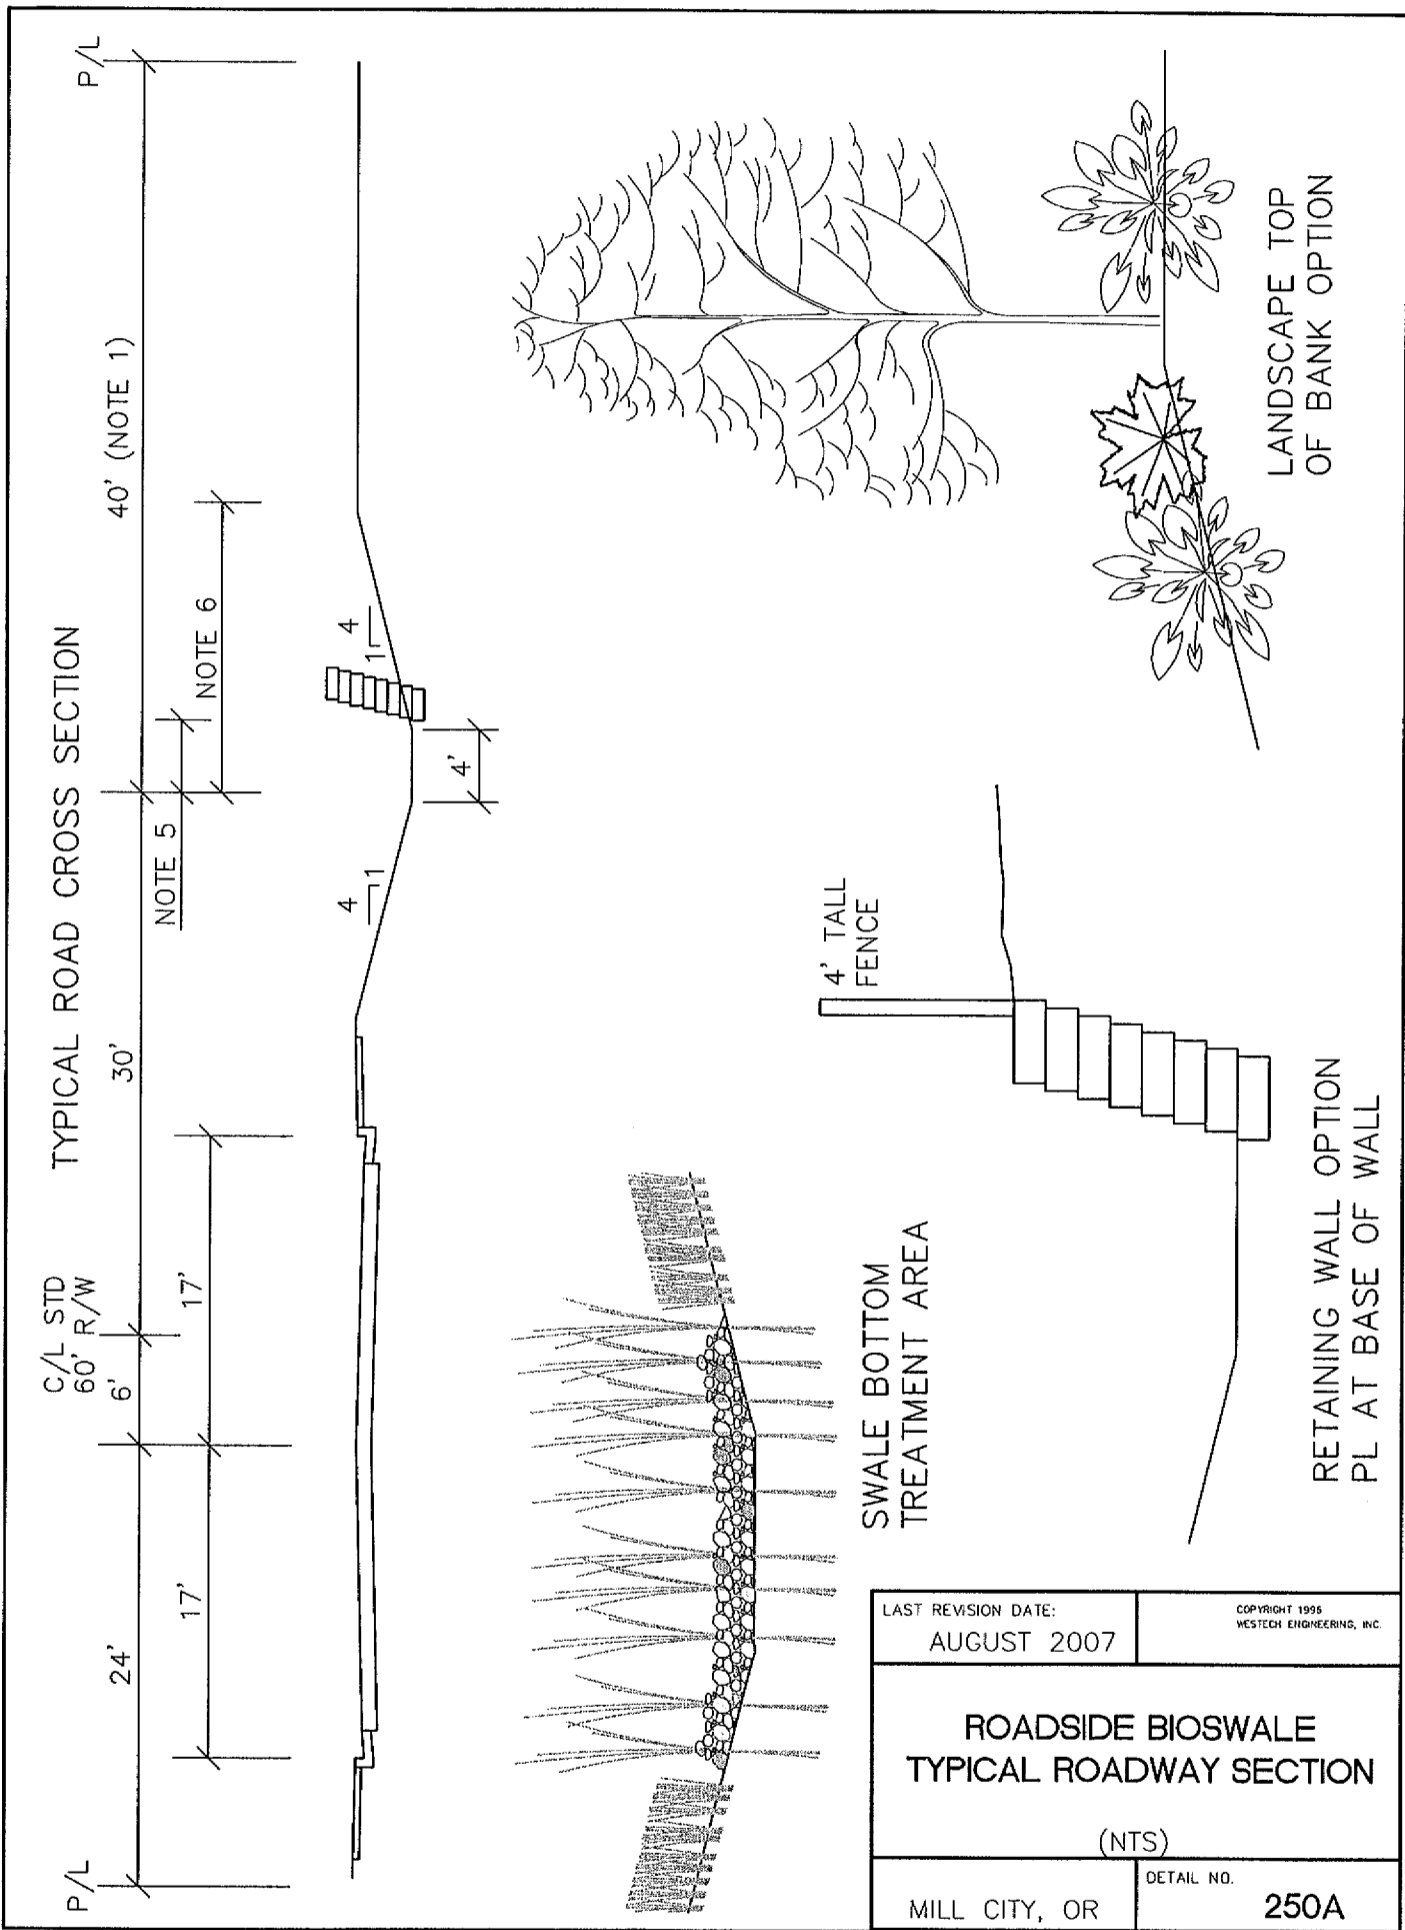 TYPICAL ROAD CROSS SECTION
P/L
C/L STD
60' R/W
P/L
24'
6'
30'
40' (NOTE 1)
NOTE 5
17'
17'
NOTE 6
4
1
1
4
4'
SWALE BOTTOM
TREATMENT AREA
4' TALL
FENCE
RETAINING WALL OPTION
PL AT BASE OF WALL
LANDSCAPE TOP
OF BANK OPTION
LAST REVISION DATE:
AUGUST 2007
COPYRIGHT 1995
WESTECH ENGINEERING, INC.
ROADSIDE BIOSWALE
TYPICAL ROADWAY SECTION
(NTS)
MILL CITY, OR
DETAIL NO.
250A